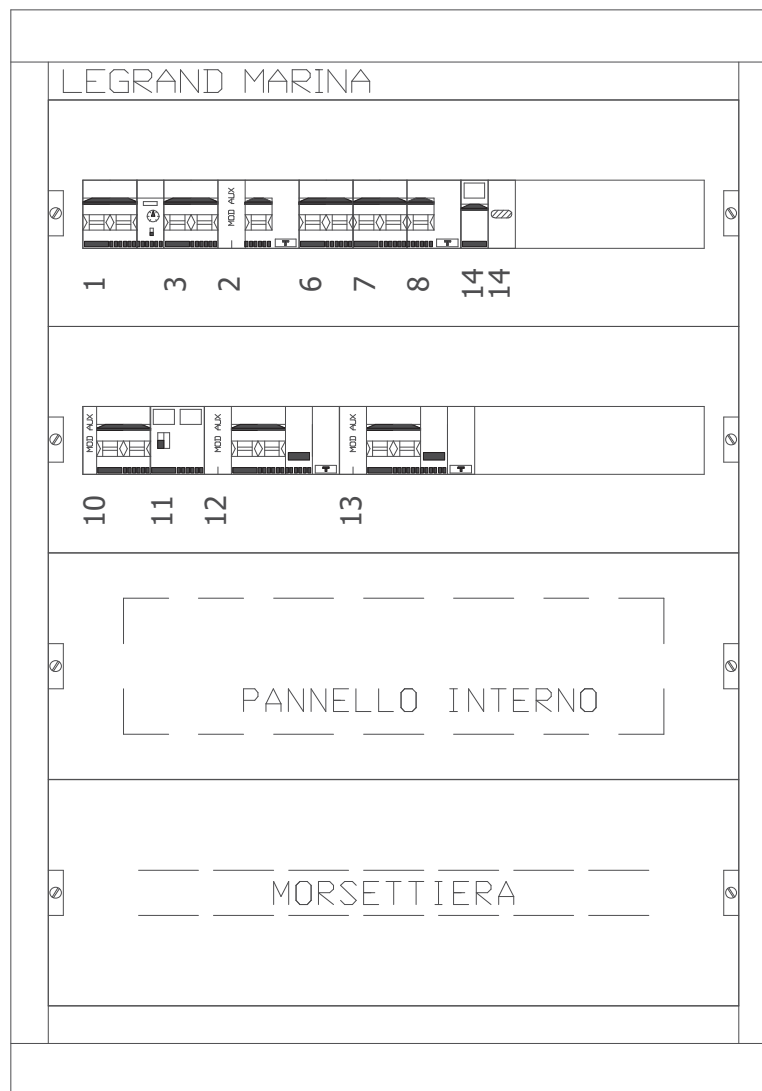 LEGRAND MARINA
MOD AUX
1 3 2 6 7 8 14 14
MOD AUX MOD AUX MOD AUX
10 11 12 13
PANNELLO INTERNO
MORSETTIERA